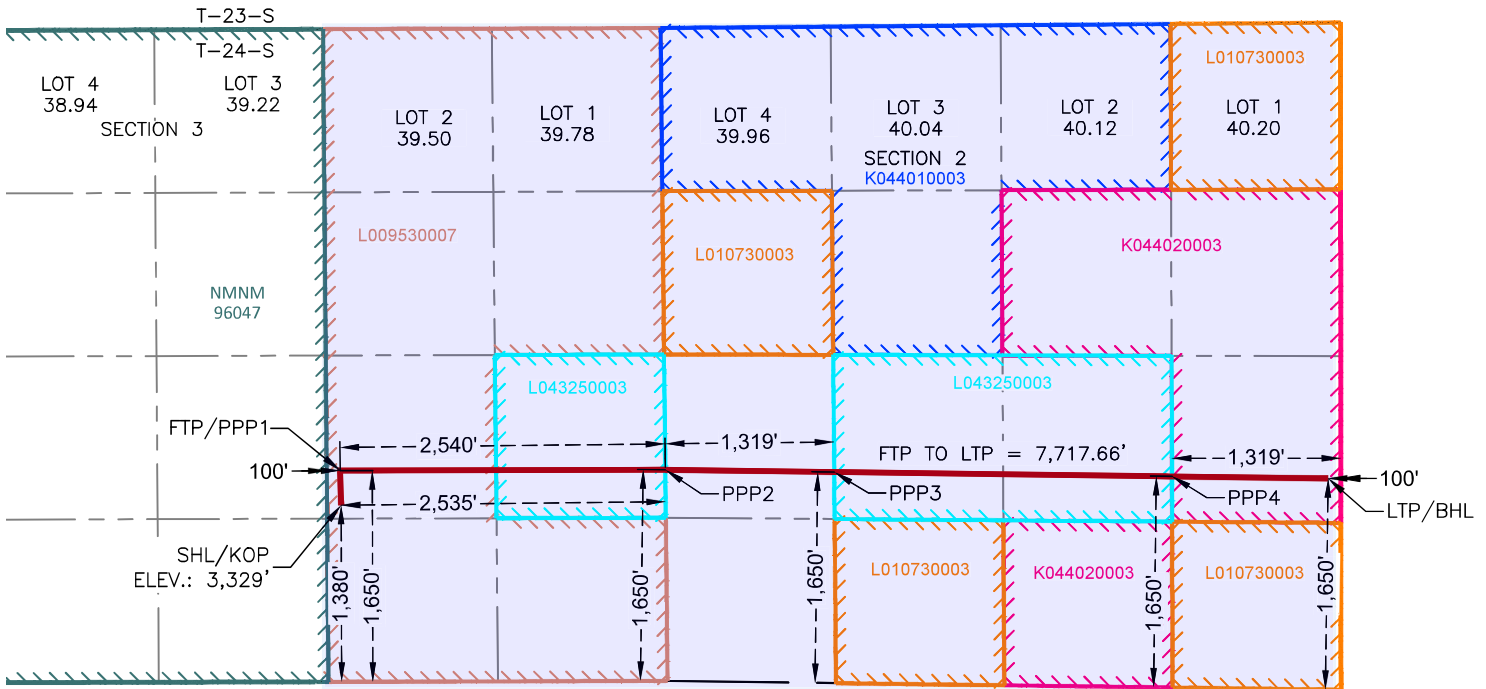 T-23-S
T-24-S
LOT 4
38.94
LOT 3
39.22
SECTION 3
LOT 2
39.50
LOT 1
39.78
LOT 4
39.96
LOT 3
40.04
LOT 2
40.12
L010730003
LOT 1
40.20
SECTION 2
K044010003
L009530007
L010730003
K044020003
NMNM
96047
L043250003
L043250003
FTP/PPP1
2,540'
1,319'
FTP TO LTP = 7,717.66'
1,319'
100'
100'
2,535'
PPP2
PPP3
PPP4
LTP/BHL
SHL/KOP
ELEV.: 3,329'
1,380'
1,650'
1,650'
1,650'
L010730003
K044020003
1,650'
L010730003
1,650'